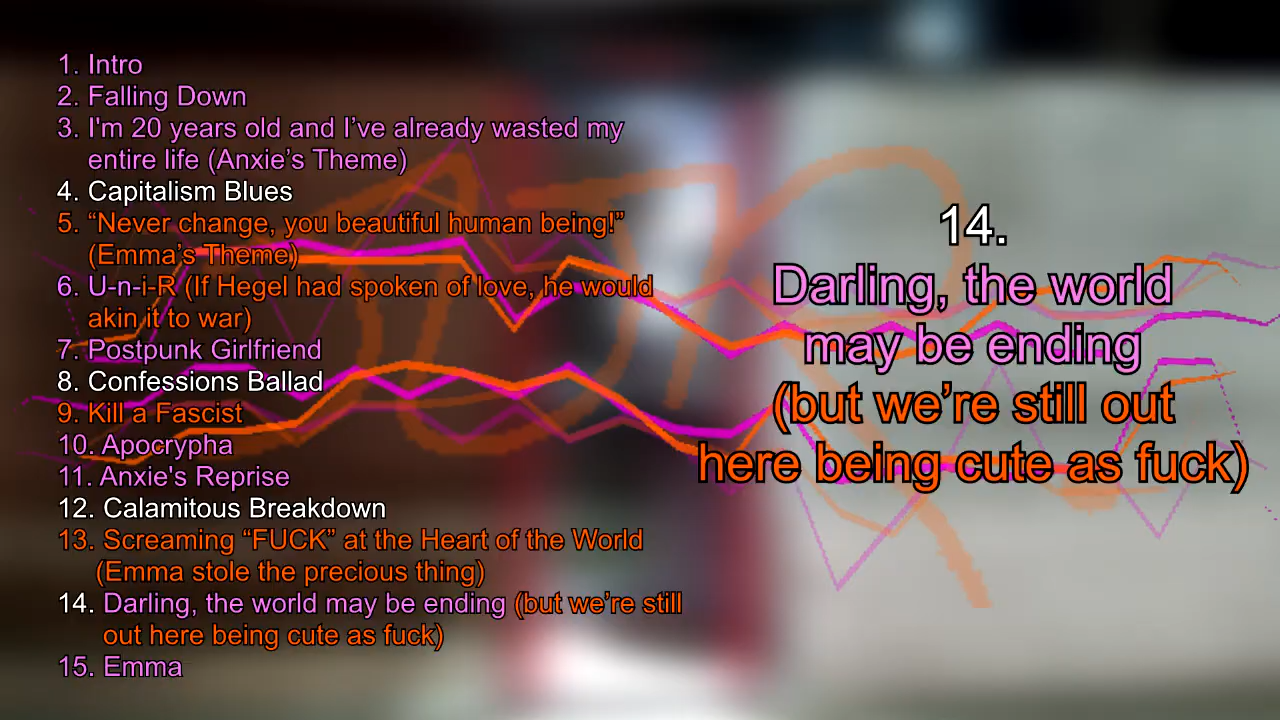 1. Intro
2. Falling Down
3. I'm 20 years old and I’ve already wasted my
entire life (Anxie’s Theme)
4. Capitalism Blues
5. “Never change, you beautiful human being!”
(Emma’s Theme)
6. U-n-i-R (If Hegel had spoken of love, he would
akin it to war)
7. Postpunk Girlfriend
8. Confessions Ballad
9. Kill a Fascist
10. Apocrypha
11. Anxie's Reprise
12. Calamitous Breakdown
13. Screaming “FUCK” at the Heart of the World
(Emma stole the precious thing)
14. Darling, the world may be ending (but we’re still
out here being cute as fuck)
15. Emma
14.
Darling, the world
may be ending
(but we’re still out
here being cute as fuck)